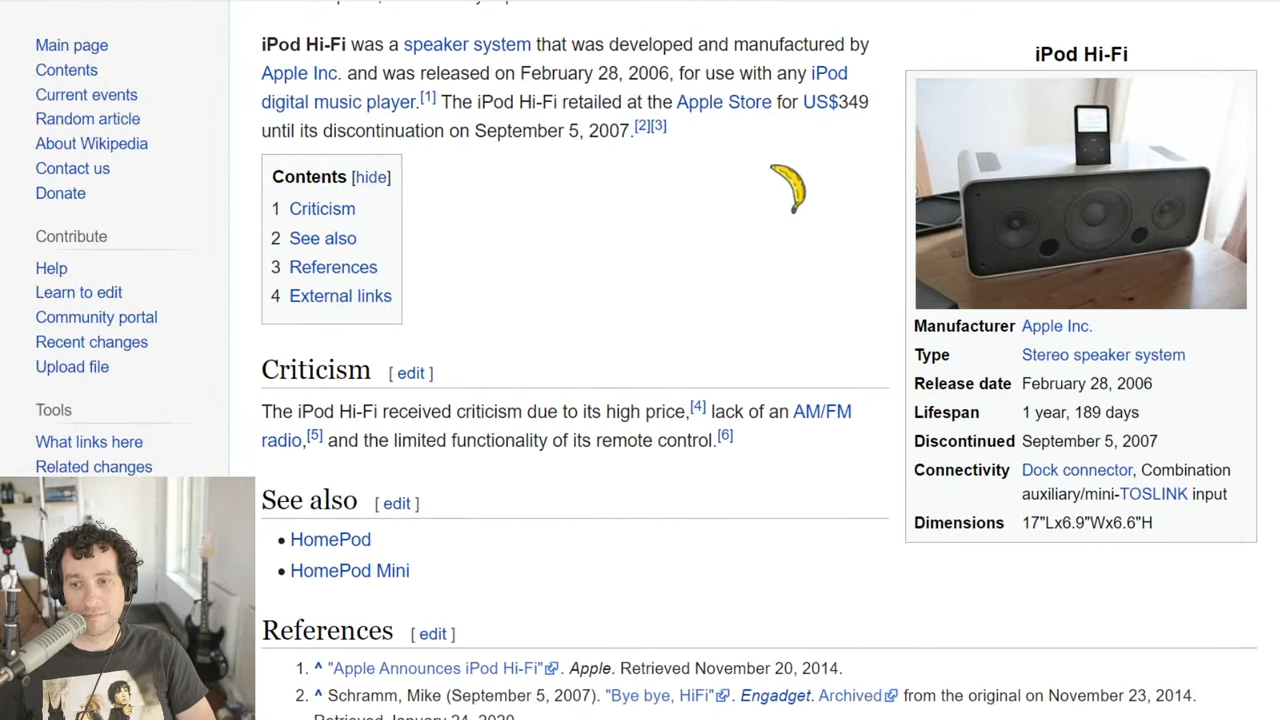 Main page
Contents
Current events
Random article
About Wikipedia
Contact us
Donate
Contribute
Help
Learn to edit
Community portal
Recent changes
Upload file
Tools
What links here
Related changes
iPod Hi-Fi was a speaker system that was developed and manufactured by
Apple Inc. and was released on February 28, 2006, for use with any iPod
digital music player.[1] The iPod Hi-Fi retailed at the Apple Store for US$349
until its discontinuation on September 5, 2007.[2][3]
Contents [hide]
1 Criticism
2 See also
3 References
4 External links
Criticism [ edit ]
The iPod Hi-Fi received criticism due to its high price,[4] lack of an AM/FM
radio,[5] and the limited functionality of its remote control.[6]
See also [ edit ]
• HomePod
• HomePod Mini
References [ edit ]
1. ^ "Apple Announces iPod Hi-Fi". Apple. Retrieved November 20, 2014.
2. ^ Schramm, Mike (September 5, 2007). "Bye bye, HiFi". Engadget. Archived from the original on November 23, 2014.
iPod Hi-Fi
Manufacturer Apple Inc.
Type Stereo speaker system
Release date February 28, 2006
Lifespan 1 year, 189 days
Discontinued September 5, 2007
Connectivity Dock connector, Combination
auxiliary/mini-TOSLINK input
Dimensions 17"Lx6.9"Wx6.6"H